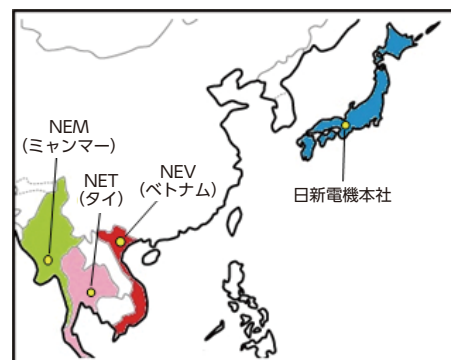 NEM
（ミャンマー）
NET
（タイ）
NEV
（ベトナム）
日新電機本社